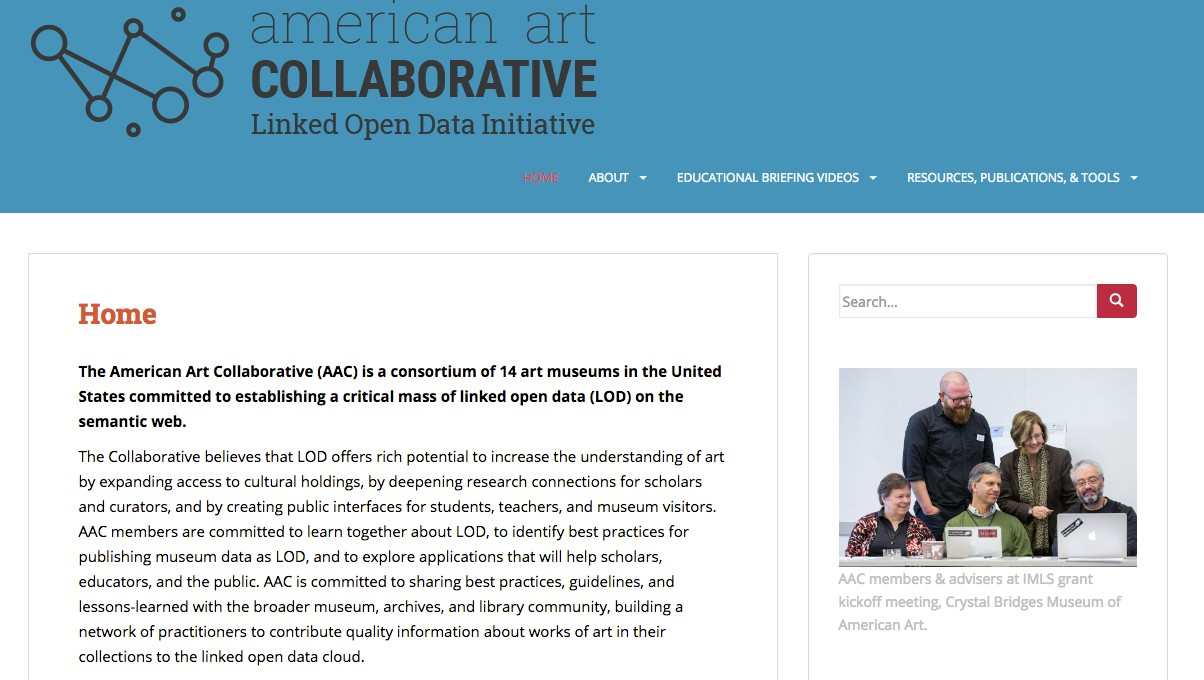 american art
COLLABORATIVE
Linked Open Data Initiative
HOME ABOUT EDUCATIONAL BRIEFING VIDEOS RESOURCES, PUBLICATIONS, & TOOLS
Home
The American Art Collaborative (AAC) is a consortium of 14 art museums in the United
States committed to establishing a critical mass of linked open data (LOD) on the
semantic web.
The Collaborative believes that LOD offers rich potential to increase the understanding of art
by expanding access to cultural holdings, by deepening research connections for scholars
and curators, and by creating public interfaces for students, teachers, and museum visitors.
AAC members are committed to learn together about LOD, to identify best practices for
publishing museum data as LOD, and to explore applications that will help scholars,
educators, and the public. AAC is committed to sharing best practices, guidelines, and
lessons-learned with the broader museum, archives, and library community, building a
network of practitioners to contribute quality information about works of art in their
collections to the linked open data cloud.
Search...
AAC members & advisers at IMLS grant
kickoff meeting, Crystal Bridges Museum of
American Art.